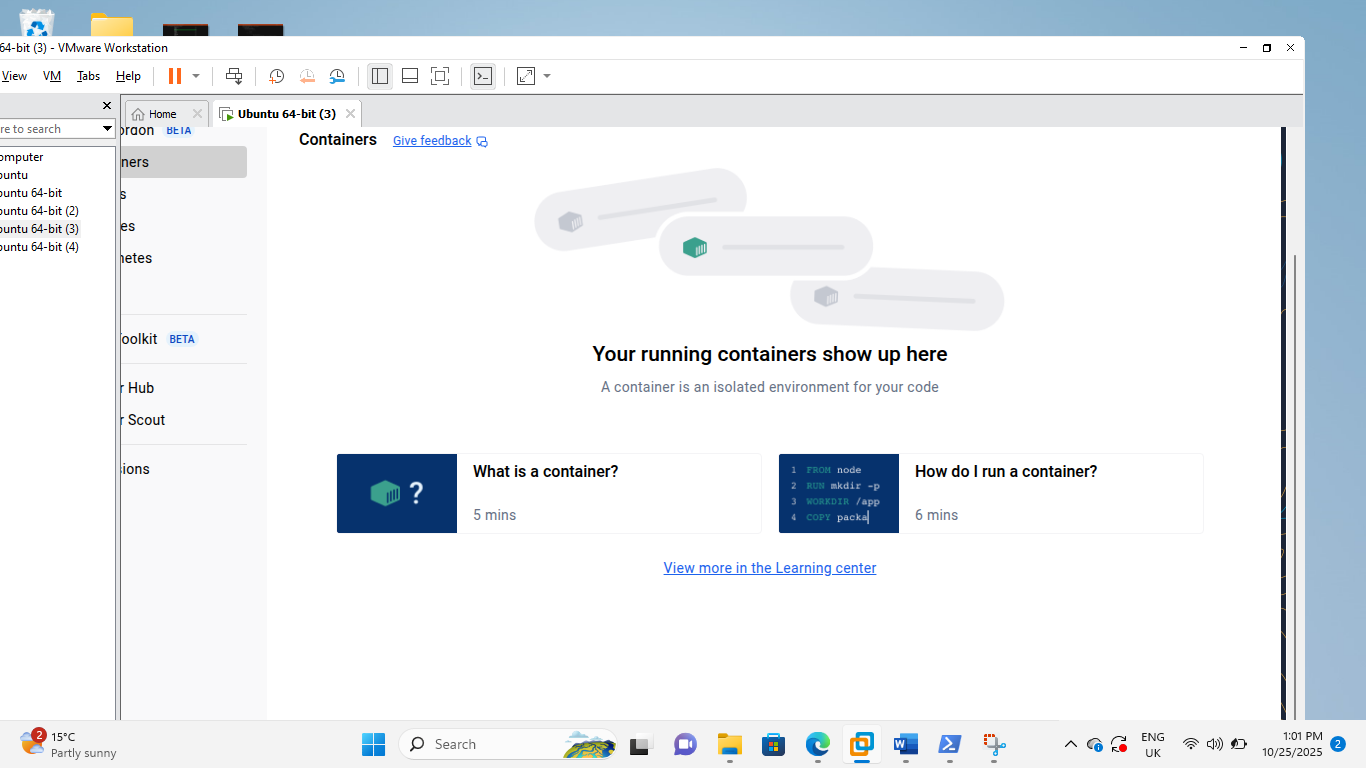 64-bit (3) - VMware Workstation
View VM Tabs Help
Home Ubuntu 64-bit (3)
re to search
omputer
buntu
buntu 64-bit
buntu 64-bit (2)
buntu 64-bit (3)
buntu 64-bit (4)
ordon BETA
ners
s
es
netes
oolkit BETA
r Hub
r Scout
sions
Containers Give feedback
Your running containers show up here
A container is an isolated environment for your code
?
What is a container?
5 mins
1 FROM node
2 RUN mkdir -p
3 WORKDIR /app
4 COPY packa
How do I run a container?
6 mins
View more in the Learning center
2
15°C
Partly sunny
Search
ENG
UK
1:01 PM
10/25/2025
2